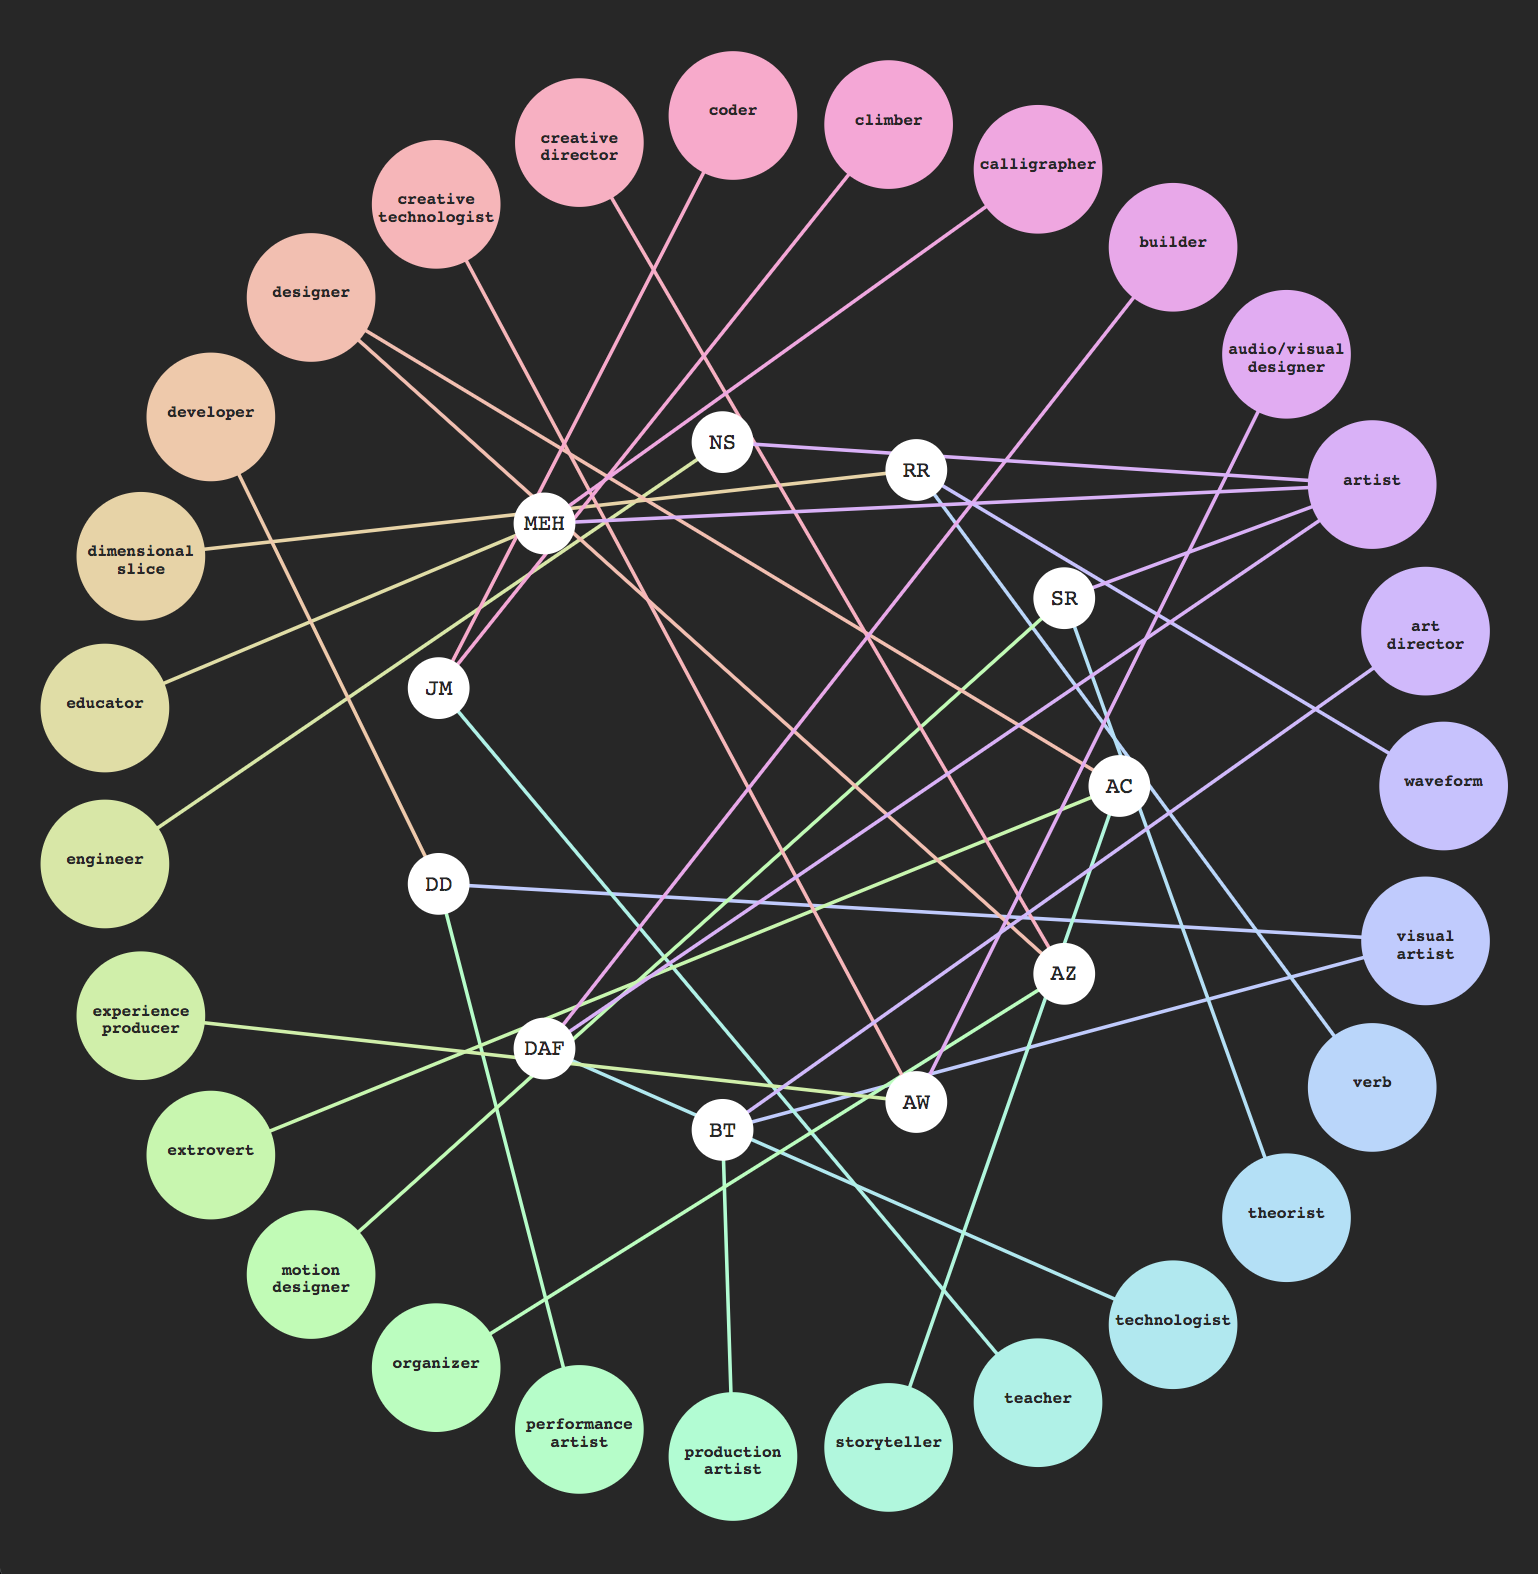 coder
climber
creative
director
calligrapher
creative
technologist
builder
designer
audio/visual
designer
developer
NS
RR
artist
MEH
dimensional
slice
SR
art
director
educator
JM
waveform
AC
engineer
DD
visual
artist
AZ
experience
producer
DAF
AW
verb
BT
extrovert
theorist
motion
designer
technologist
organizer
teacher
performance
artist
storyteller
production
artist